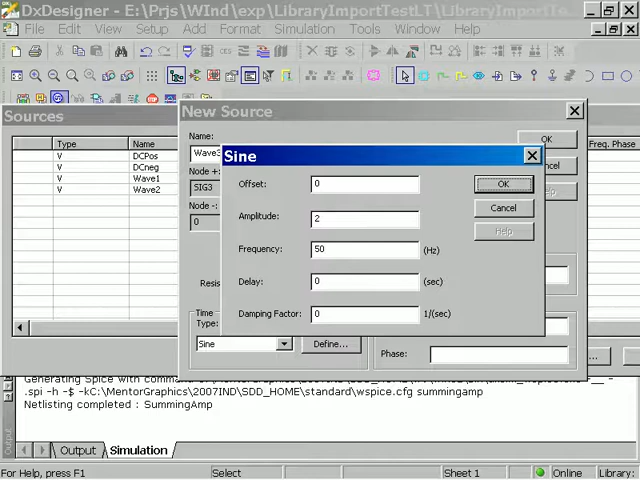 DxDesigner - E:\Prjs\WInd\exp\LibraryImportTestLT\LibraryImportTe
File Edit View Setup Add Format Simulation Tools Window Help
Sources
New Source
Type Name Freq. Phase
V DCPos
V DCneg
V Wave1
V Wave2
Name:
Wave3
OK
Node +:
SIG3
Node -:
0
Sine
Offset: 0 OK
Amplitude: 2 Cancel
Frequency: 50 (Hz) Help
Delay: 0 (sec)
Damping Factor: 0 1/(sec)
Resis
Time
Type:
Sine Define...
Phase:
Generating Spice with command
.spi -h -$ -kC:\MentorGraphics\2007IND\SDD_HOME\standard\wspice.cfg summingamp
Netlisting completed : SummingAmp
Output
Output Simulation
For Help, press F1 Select Sheet 1 Online Library: